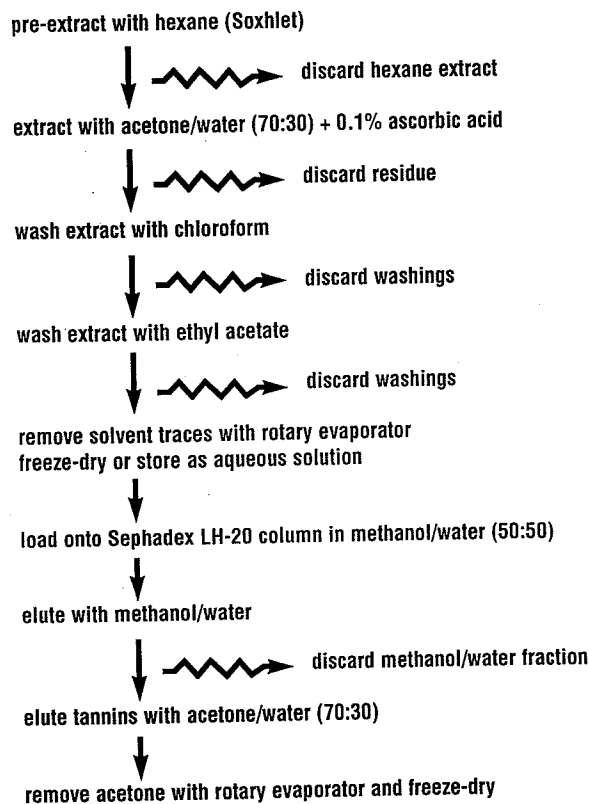 pre-extract with hexane (Soxhlet)
discard hexane extract
extract with acetone/water (70:30) + 0.1% ascorbic acid
discard residue
wash extract with chloroform
discard washings
wash extract with ethyl acetate
discard washings
remove solvent traces with rotary evaporator
freeze-dry or store as aqueous solution
load onto Sephadex LH-20 column in methanol/water (50:50)
elute with methanol/water
discard methanol/water fraction
elute tannins with acetone/water (70:30)
remove acetone with rotary evaporator and freeze-dry